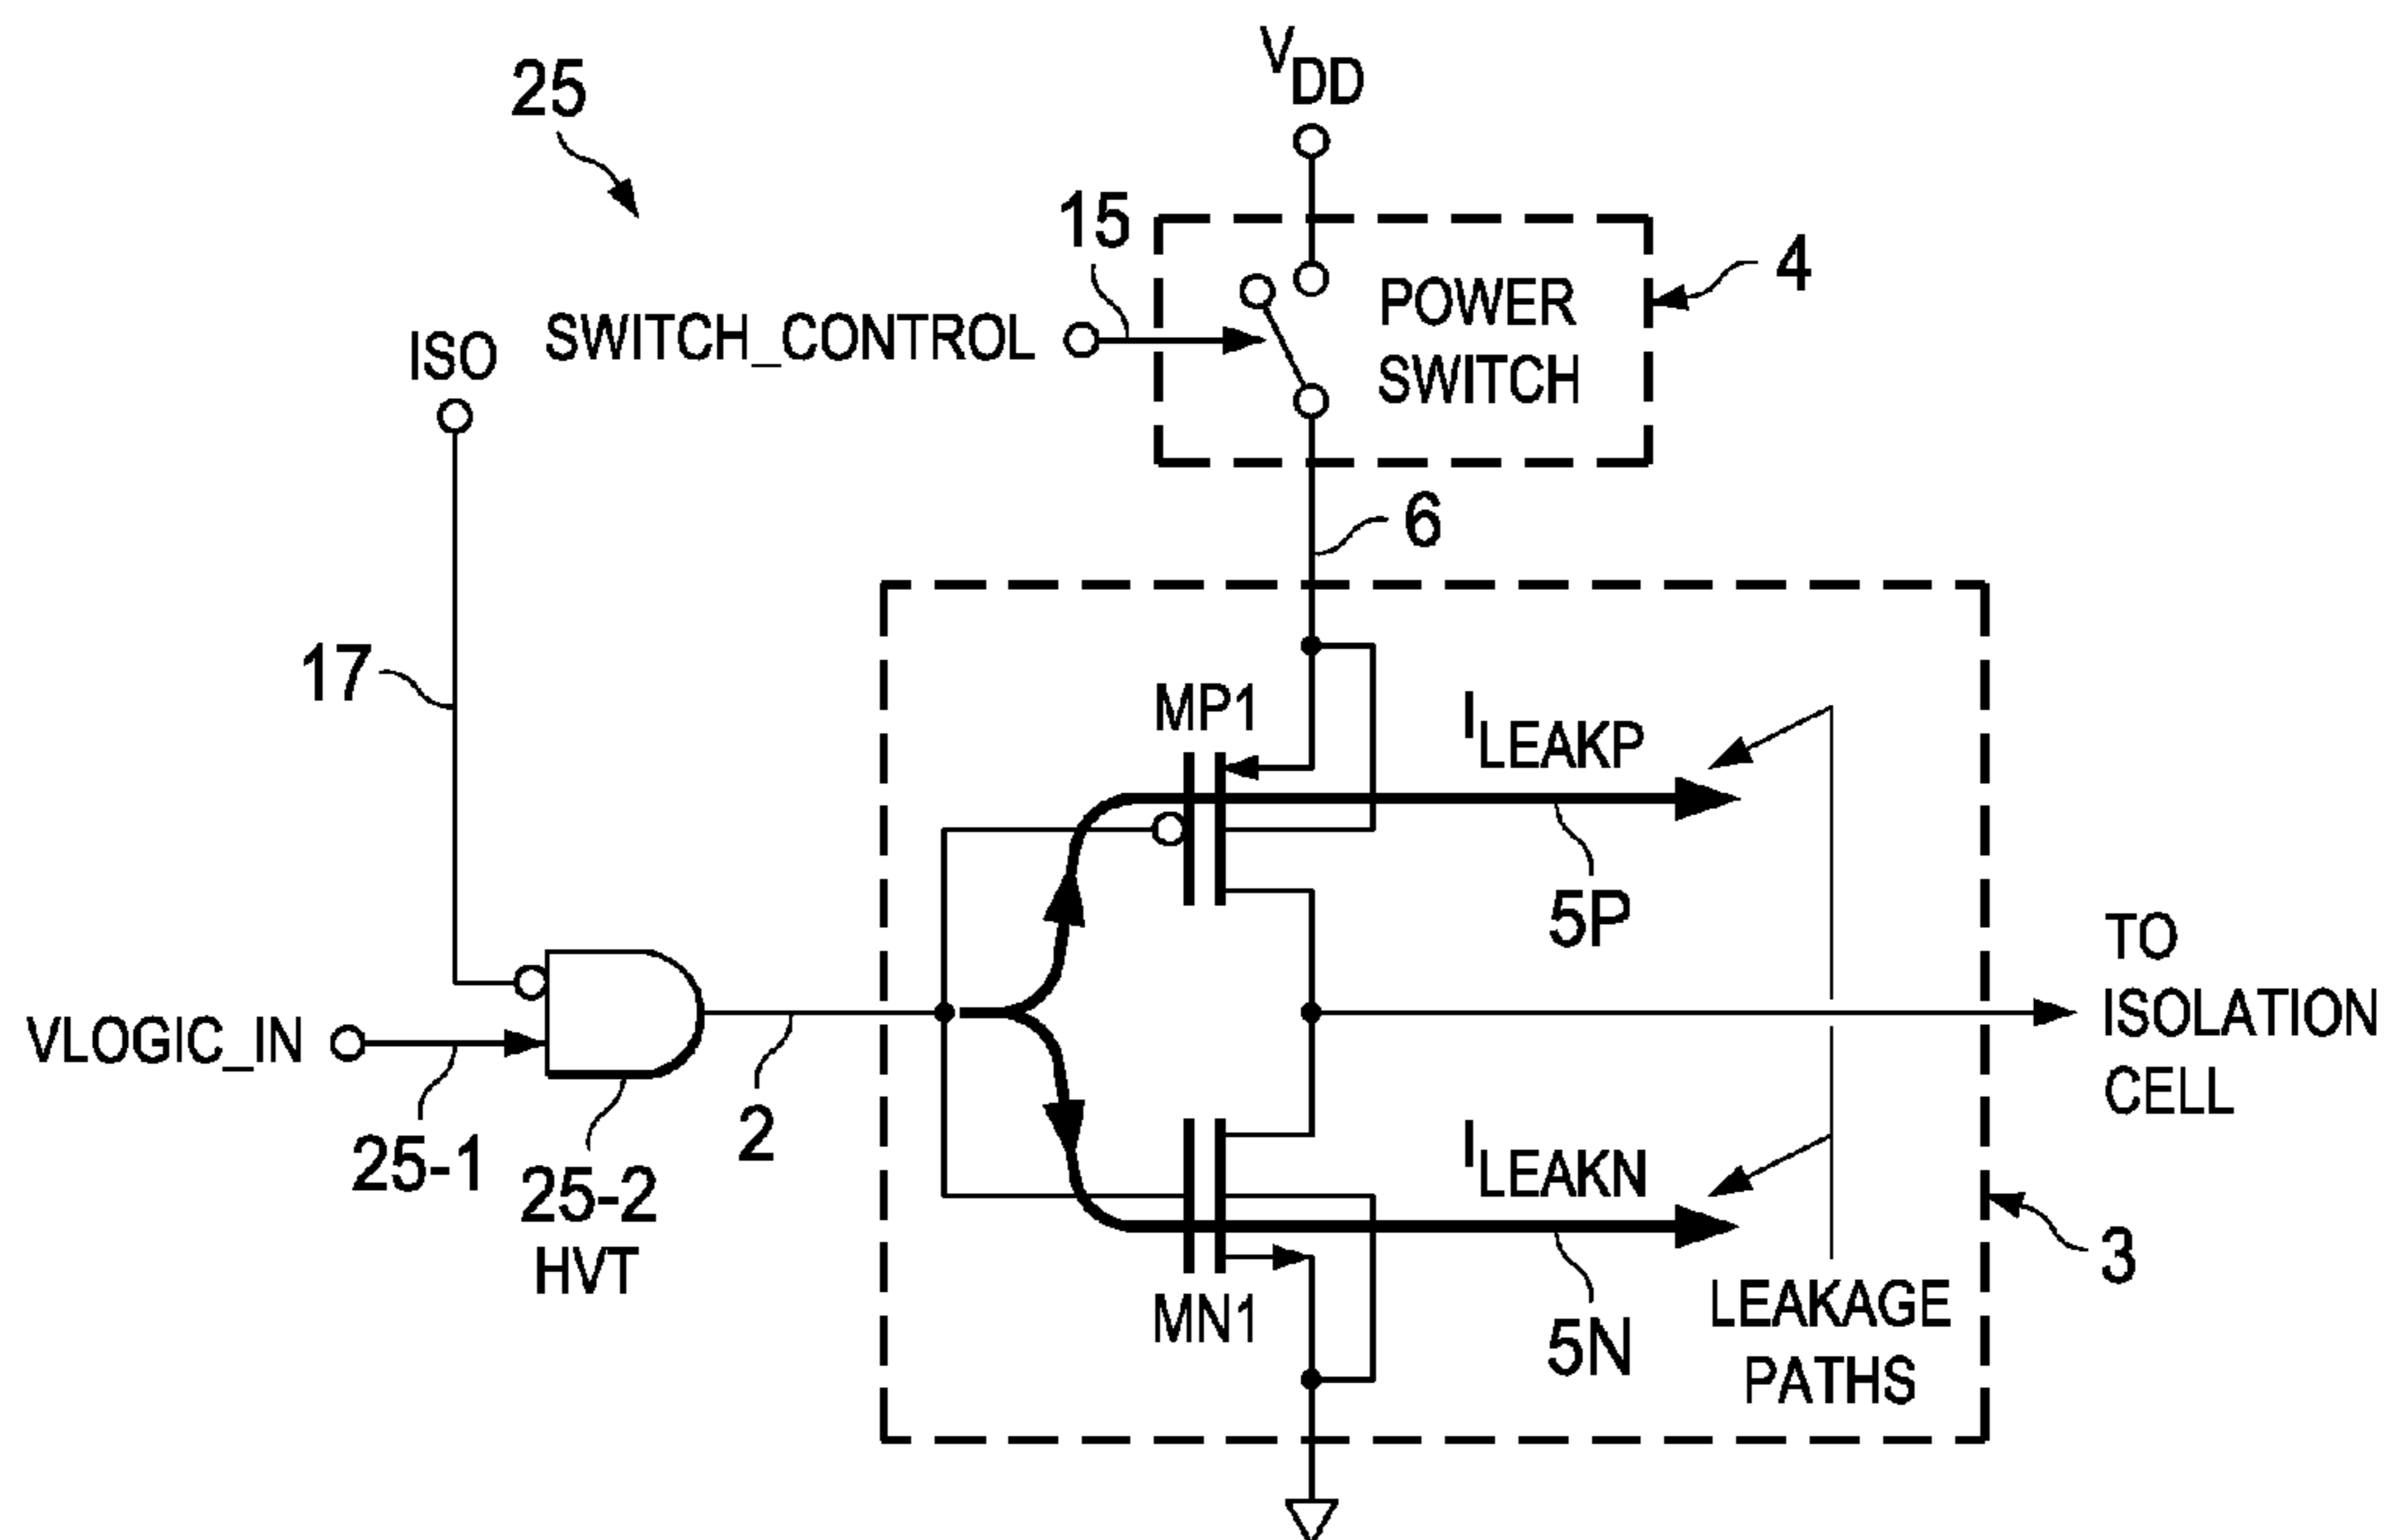 25
VDD
15
4
POWER
SWITCH
SWITCH_CONTROL
ISO
6
17
MP1
ILEAKP
5P
TO
ISOLATION
CELL
VLOGIC_IN
25-1
25-2
HVT
2
ILEAKN
MN1
5N
LEAKAGE
PATHS
3